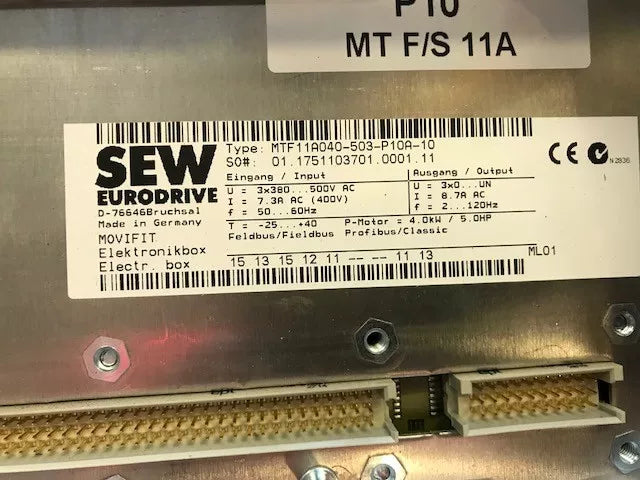 P10
MT F/S 11A
SEW
EURODRIVE
D-76646Bruchsal
Made in Germany
MOVIFIT
Elektronikbox
Electr. box
Type: MTF11A040-503-P10A-10
SO#: 01.1751103701.0001.11
Eingang / Input
U = 3x380...500V AC
I = 7.3A AC (400V)
f = 50...60Hz
Ausgang / Output
U = 3x0...UN
I = 8.7A AC
f = 2...120Hz
T = -25...+40 P-Motor = 4.0kW / 5.0HP
Feldbus/Fieldbus Profibus/Classic
15 13 15 12 11 -- -- 11 13
ML01
CE
N2936